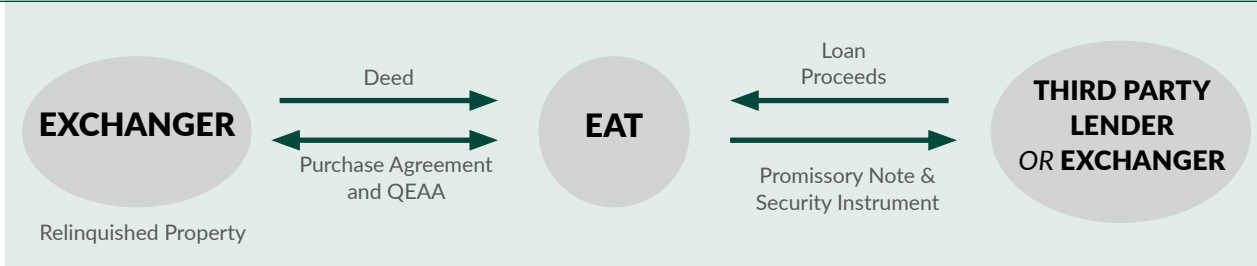 EXCHANGER
Relinquished Property
Deed
Purchase Agreement
and QEAA
EAT
Loan
Proceeds
Promissory Note &
Security Instrument
THIRD PARTY
LENDER
OR EXCHANGER